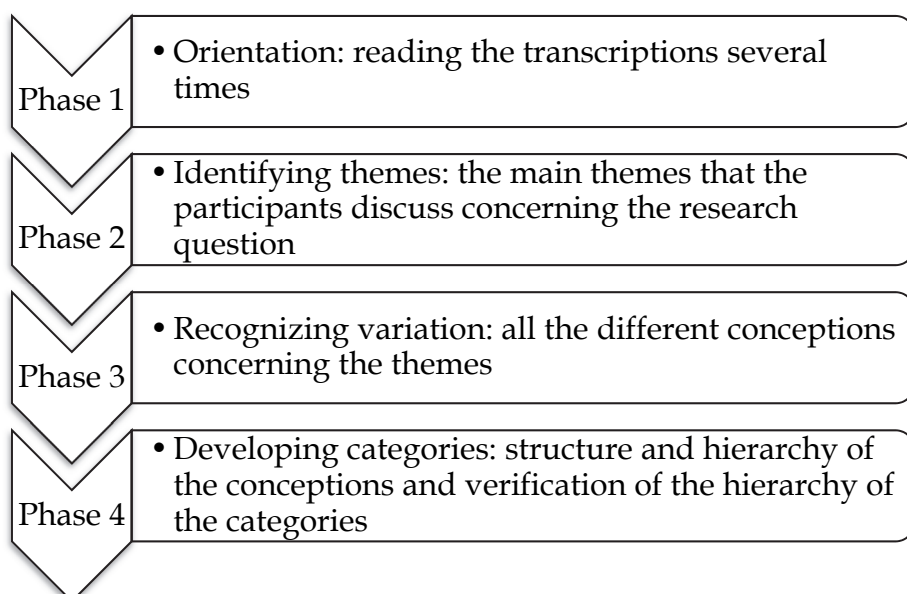 Phase 1
• Orientation: reading the transcriptions several
times
Phase 2
• Identifying themes: the main themes that the
participants discuss concerning the research
question
Phase 3
• Recognizing variation: all the different conceptions
concerning the themes
Phase 4
• Developing categories: structure and hierarchy of
the conceptions and verification of the hierarchy of
the categories